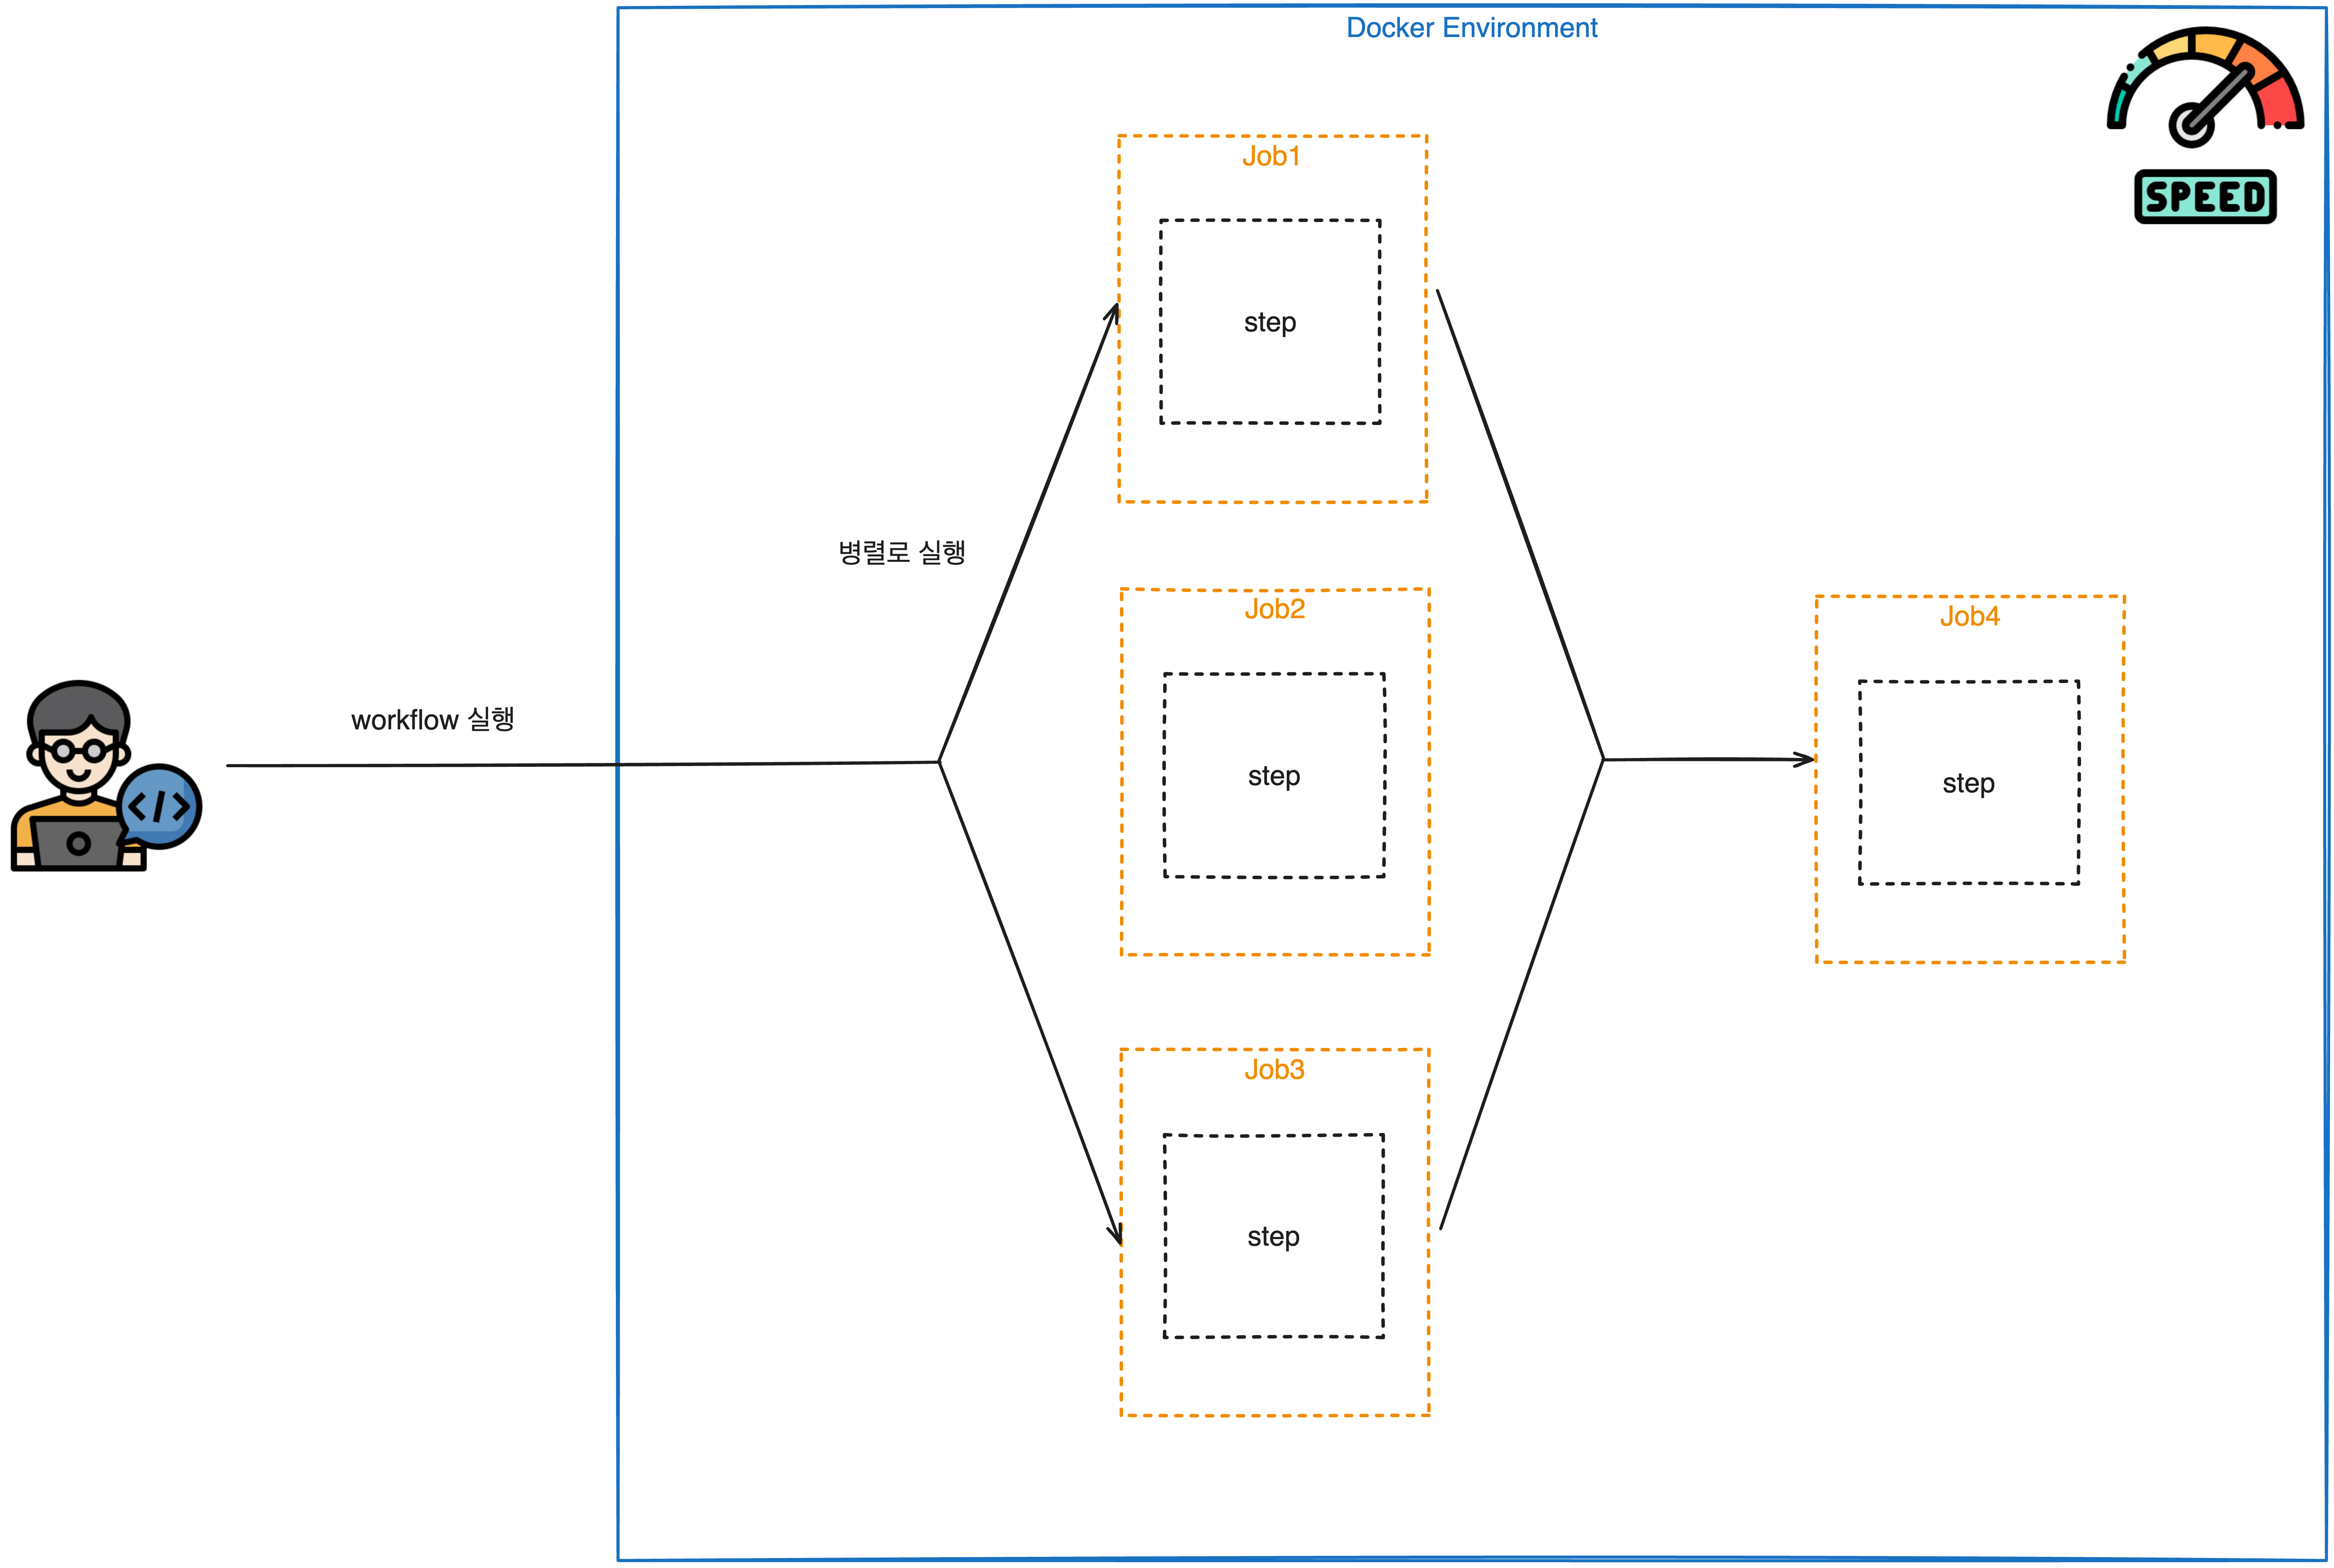 Docker Environment
SPEED
Job1
step
병렬로 실행
Job2
step
Job4
step
workflow 실행
</>
Job3
step